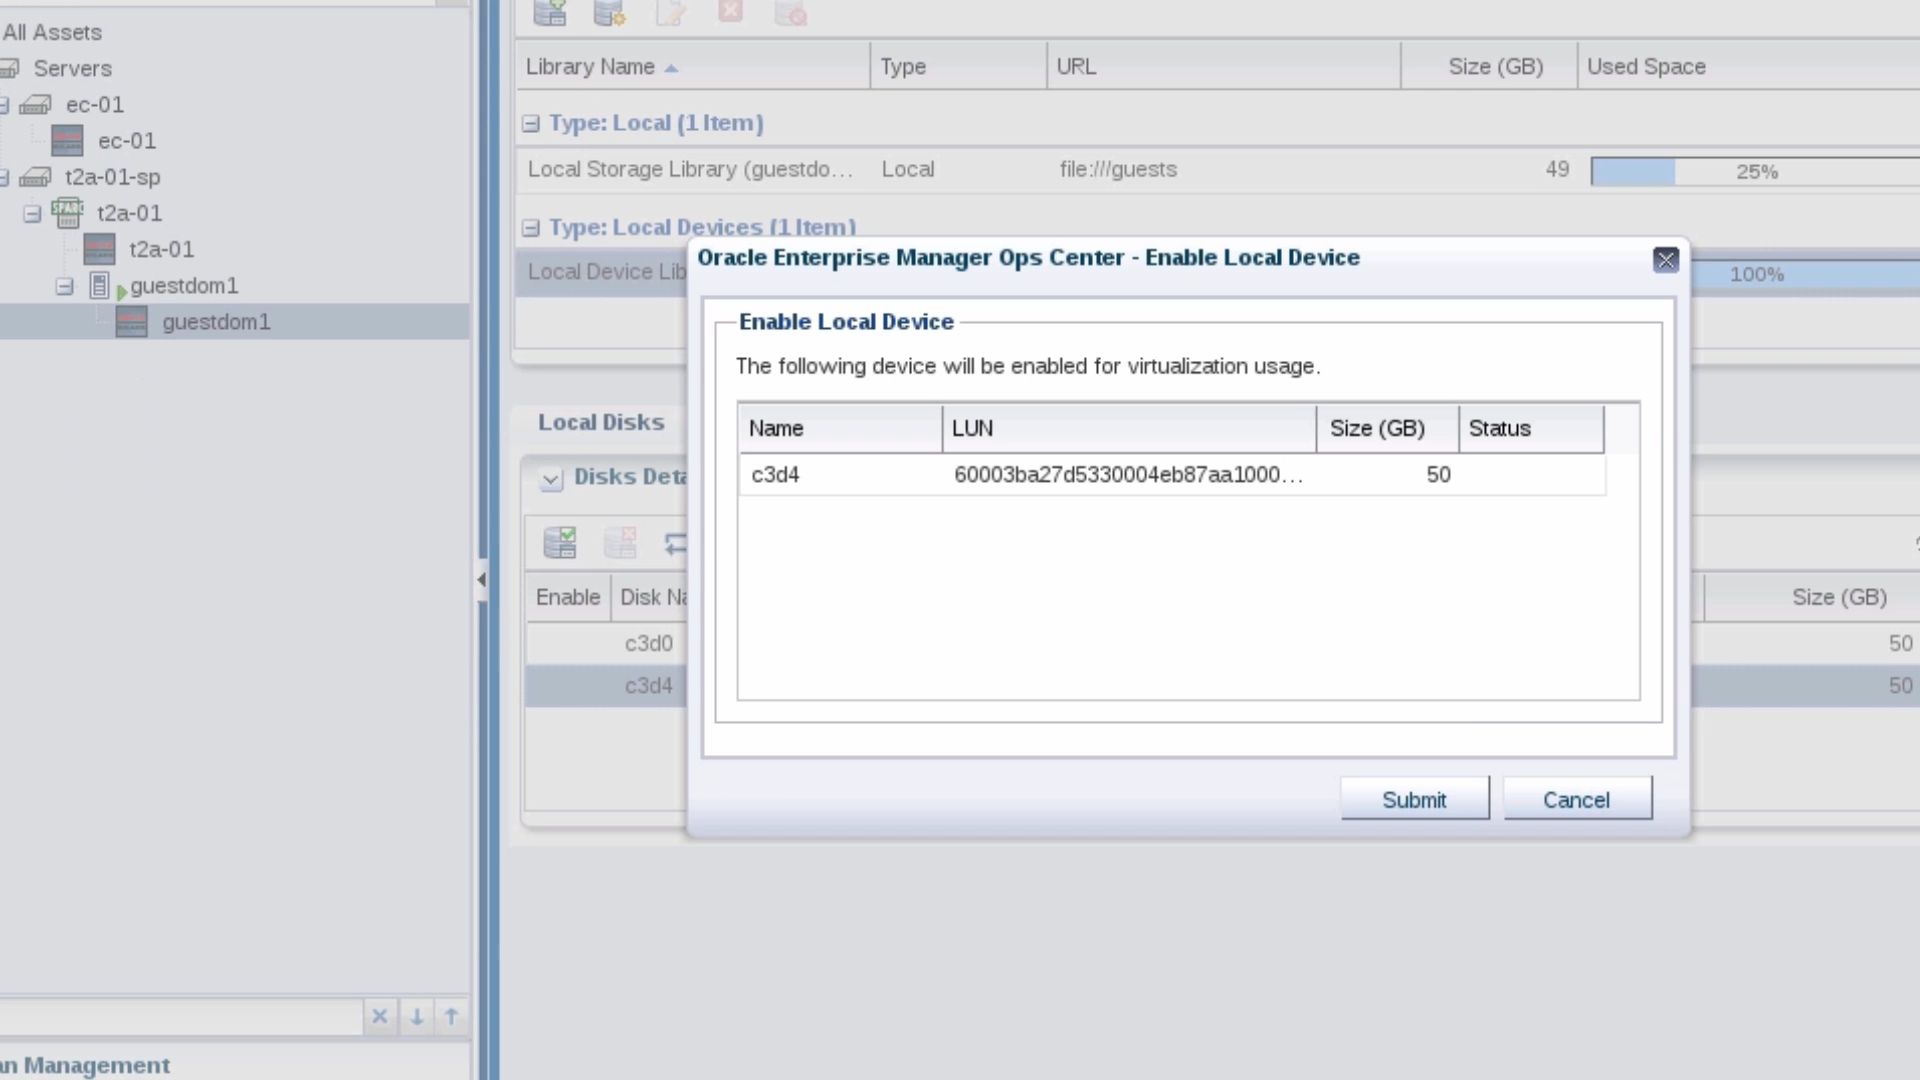 All Assets
Servers
ec-01
ec-01
t2a-01-sp
t2a-01
t2a-01
guestdom1
guestdom1
Library Name Type URL Size (GB) Used Space
Type: Local (1 Item)
Local Storage Library (guestdo... Local file:///guests 49 25%
Type: Local Devices (1 Item)
Local Device Lib 100%
Oracle Enterprise Manager Ops Center - Enable Local Device
Enable Local Device
The following device will be enabled for virtualization usage.
Name LUN Size (GB) Status
c3d4 60003ba27d5330004eb87aa1000... 50
Submit Cancel
Local Disks
Disks Deta
Enable Disk Na Size (GB)
c3d0 50
c3d4 50
an Management